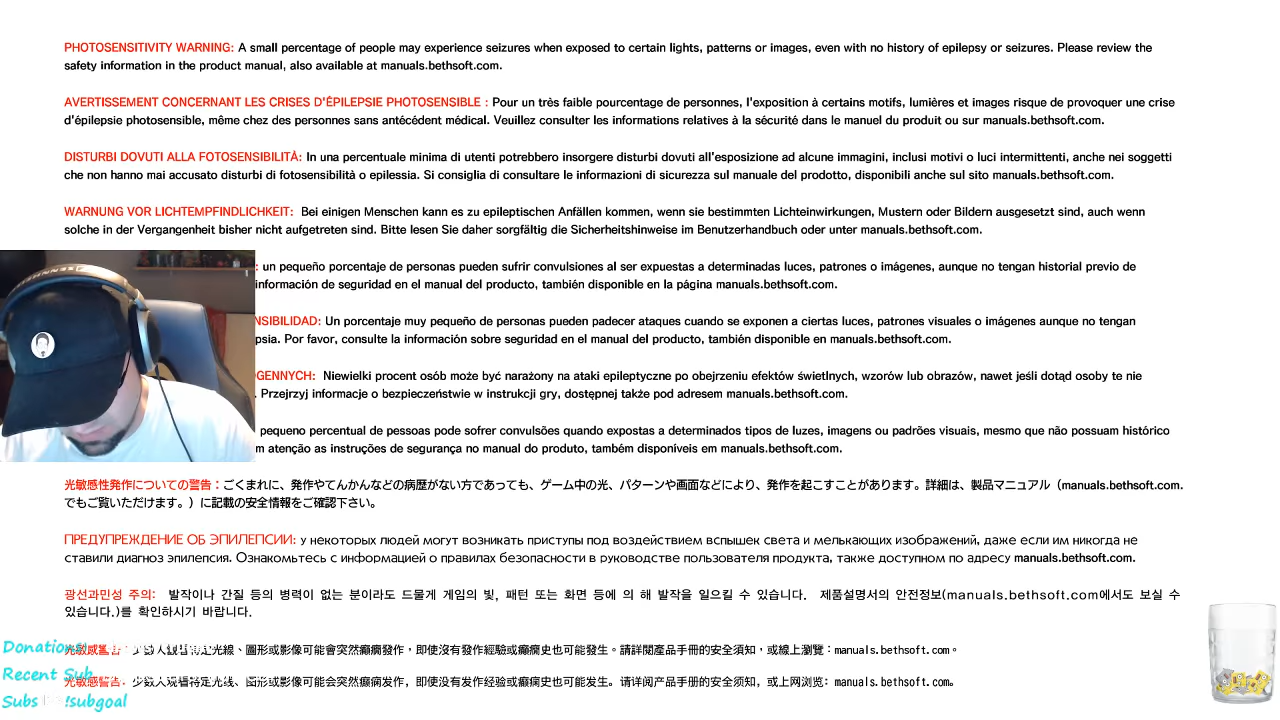 PHOTOSENSITIVITY WARNING: A small percentage of people may experience seizures when exposed to certain lights, patterns or images, even with no history of epilepsy or seizures. Please review the
safety information in the product manual, also available at manuals.bethsoft.com.
AVERTISSEMENT CONCERNANT LES CRISES D'ÉPILEPSIE PHOTOSENSIBLE : Pour un très faible pourcentage de personnes, l'exposition à certains motifs, lumières et images risque de provoquer une crise
d'épilepsie photosensible, même chez des personnes sans antécédent médical. Veuillez consulter les informations relatives à la sécurité dans le manuel du produit ou sur manuals.bethsoft.com.
DISTURBI DOVUTI ALLA FOTOSENSIBILITÀ: In una percentuale minima di utenti potrebbero insorgere disturbi dovuti all'esposizione ad alcune immagini, inclusi motivi o luci intermittenti, anche nei soggetti
che non hanno mai accusato disturbi di fotosensibilità o epilessia. Si consiglia di consultare le informazioni di sicurezza sul manuale del prodotto, disponibili anche sul sito manuals.bethsoft.com.
WARNUNG VOR LICHTEMPFINDLICHKEIT: Bei einigen Menschen kann es zu epileptischen Anfällen kommen, wenn sie bestimmten Lichteinwirkungen, Mustern oder Bildern ausgesetzt sind, auch wenn
solche in der Vergangenheit bisher nicht aufgetreten sind. Bitte lesen Sie daher sorgfältig die Sicherheitshinweise im Benutzerhandbuch oder unter manuals.bethsoft.com.
: un pequeño porcentaje de personas pueden sufrir convulsiones al ser expuestas a determinadas luces, patrones o imágenes, aunque no tengan historial previo de
información de seguridad en el manual del producto, también disponible en la página manuals.bethsoft.com.
NSIBILIDAD: Un porcentaje muy pequeño de personas pueden padecer ataques cuando se exponen a ciertas luces, patrones visuales o imágenes aunque no tengan
psia. Por favor, consulte la información sobre seguridad en el manual del producto, también disponible en manuals.bethsoft.com.
OGENNYCH: Niewielki procent osób może być narażony na ataki epileptyczne po obejrzeniu efektów świetlnych, wzorów lub obrazów, nawet jeśli dotąd osoby te nie
. Przejrzyj informacje o bezpieczeństwie w instrukcji gry, dostępnej także pod adresem manuals.bethsoft.com.
pequeno percentual de pessoas pode sofrer convulsões quando expostas a determinados tipos de luzes, imagens ou padrões visuais, mesmo que não possuam histórico
m atenção as instruções de segurança no manual do produto, também disponíveis em manuals.bethsoft.com.
光敏感性発作についての警告：ごくまれに、発作やてんかんなどの病歴がない方であっても、ゲーム中の光、パターンや画面などにより、発作を起こすことがあります。詳細は、製品マニュアル（manuals.bethsoft.com.
でもご覧いただけます。）に記載の安全情報をご確認下さい。
ПРЕДУПРЕЖДЕНИЕ ОБ ЭПИЛЕПСИИ: у некоторых людей могут возникать приступы под воздействием вспышек света и мелькающих изображений, даже если им никогда не
ставили диагноз эпилепсия. Ознакомьтесь с информацией о правилах безопасности в руководстве пользователя продукта, также доступном по адресу manuals.bethsoft.com.
광선과민성 주의: 발작이나 간질 등의 병력이 없는 분이라도 드물게 게임의 빛, 패턴 또는 화면 등에 의 해 발작을 일으킬 수 있습니다. 제품설명서의 안전정보(manuals.bethsoft.com에서도 보실 수
있습니다.)를 확인하시기 바랍니다.
光敏感警告：少數人觀看特定光線、圖形或影像可能會突然癲癇發作，即使沒有發作經驗或癲癇史也可能發生。請詳閱產品手冊的安全須知，或線上瀏覽：manuals.bethsoft.com。
光敏感警告：少数人观看特定光线、图形或影像可能会突然癫痫发作，即使没有发作经验或癫痫史也可能发生。请详阅产品手册的安全须知，或上网浏览：manuals.bethsoft.com。
Donations
Recent Sub
Subs !subgoal